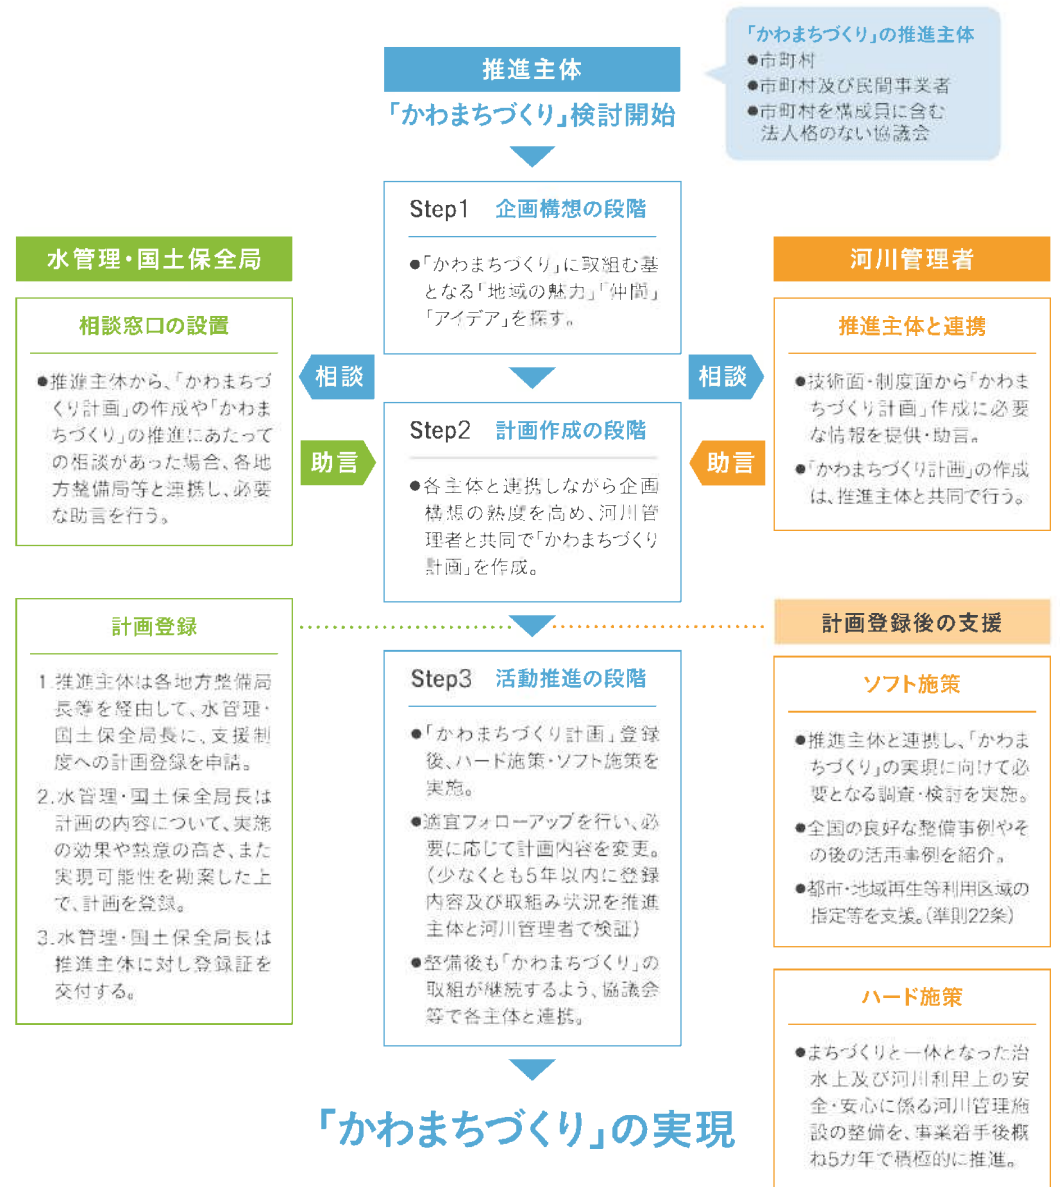 「かわまちづくり」の推進主体
●市町村
●市町村及び民間事業者
●市町村を構成員に含む
法人格のない協議会
推進主体
「かわまちづくり」検討開始
Step1 企画構想の段階
●「かわまちづくり」に取組む基
となる「地域の魅力」「仲間」
「アイデア」を探す。
水管理・国土保全局
相談窓口の設置
●推進主体から、「かわまちづ
くり計画」の作成や「かわま
ちづくり」の推進にあたって
の相談があった場合、各地
方整備局等と連携し、必要
な助言を行う。
相談
助言
河川管理者
推進主体と連携
●技術面・制度面から「かわま
ちづくり計画」作成に必要
な情報を提供・助言。
●「かわまちづくり計画」の作成
は、推進主体と共同で行う。
相談
助言
Step2 計画作成の段階
●各主体と連携しながら企画
構想の熟度を高め、河川管
理者と共同で「かわまちづくり
計画」を作成。
計画登録
1.推進主体は各地方整備局
長等を経由して、水管理・
国土保全局長に、支援制
度への計画登録を申請。
2.水管理・国土保全局長は
計画の内容について、実施
の効果や熱意の高さ、また
実現可能性を勘案した上
で、計画を登録。
3.水管理・国土保全局長は
推進主体に対し登録証を
交付する。
Step3 活動推進の段階
●「かわまちづくり計画」登録
後、ハード施策・ソフト施策を
実施。
●適宜フォローアップを行い、必
要に応じて計画内容を変更。
(少なくとも5年以内に登録
内容及び取組み状況を推進
主体と河川管理者で検証)
●整備後も「かわまちづくり」の
取組が継続するよう、協議会
等で各主体と連携。
計画登録後の支援
ソフト施策
●推進主体と連携し、「かわま
ちづくり」の実現に向けて必
要となる調査・検討を実施。
●全国の良好な整備事例やそ
の後の活用事例を紹介。
●都市・地域再生等利用区域の
指定等を支援。(準則22条)
ハード施策
●まちづくりと一体となった治
水上及び河川利用上の安
全・安心に係る河川管理施
設の整備を、事業着手後概
ね5カ年で積極的に推進。
「かわまちづくり」の実現